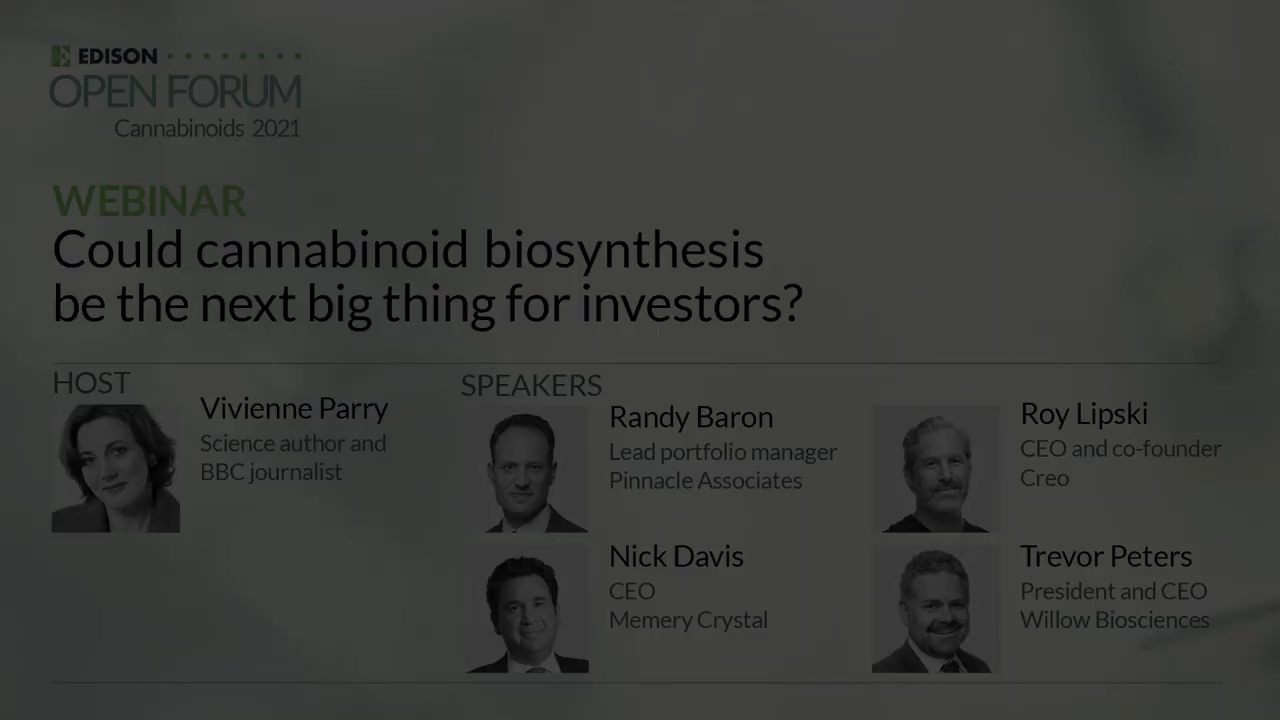 EDISON
OPEN FORUM
Cannabinoids 2021
WEBINAR
Could cannabinoid biosynthesis
be the next big thing for investors?
HOST
Vivienne Parry
Science author and
BBC journalist
SPEAKERS
Randy Baron
Lead portfolio manager
Pinnacle Associates
Roy Lipski
CEO and co-founder
Creo
Nick Davis
CEO
Memery Crystal
Trevor Peters
President and CEO
Willow Biosciences